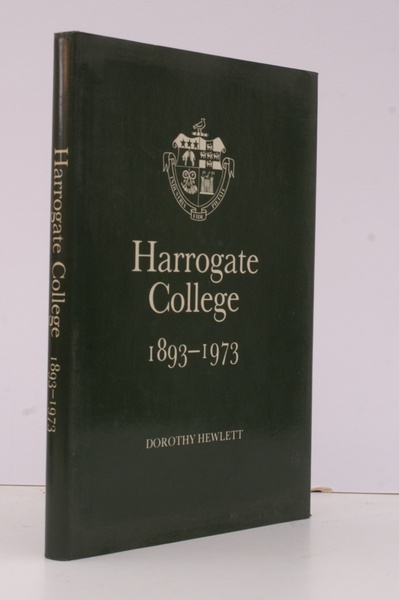 Harrogate
College
1893–1973
DOROTHY HEWLETT
Harrogate College 1893–1973